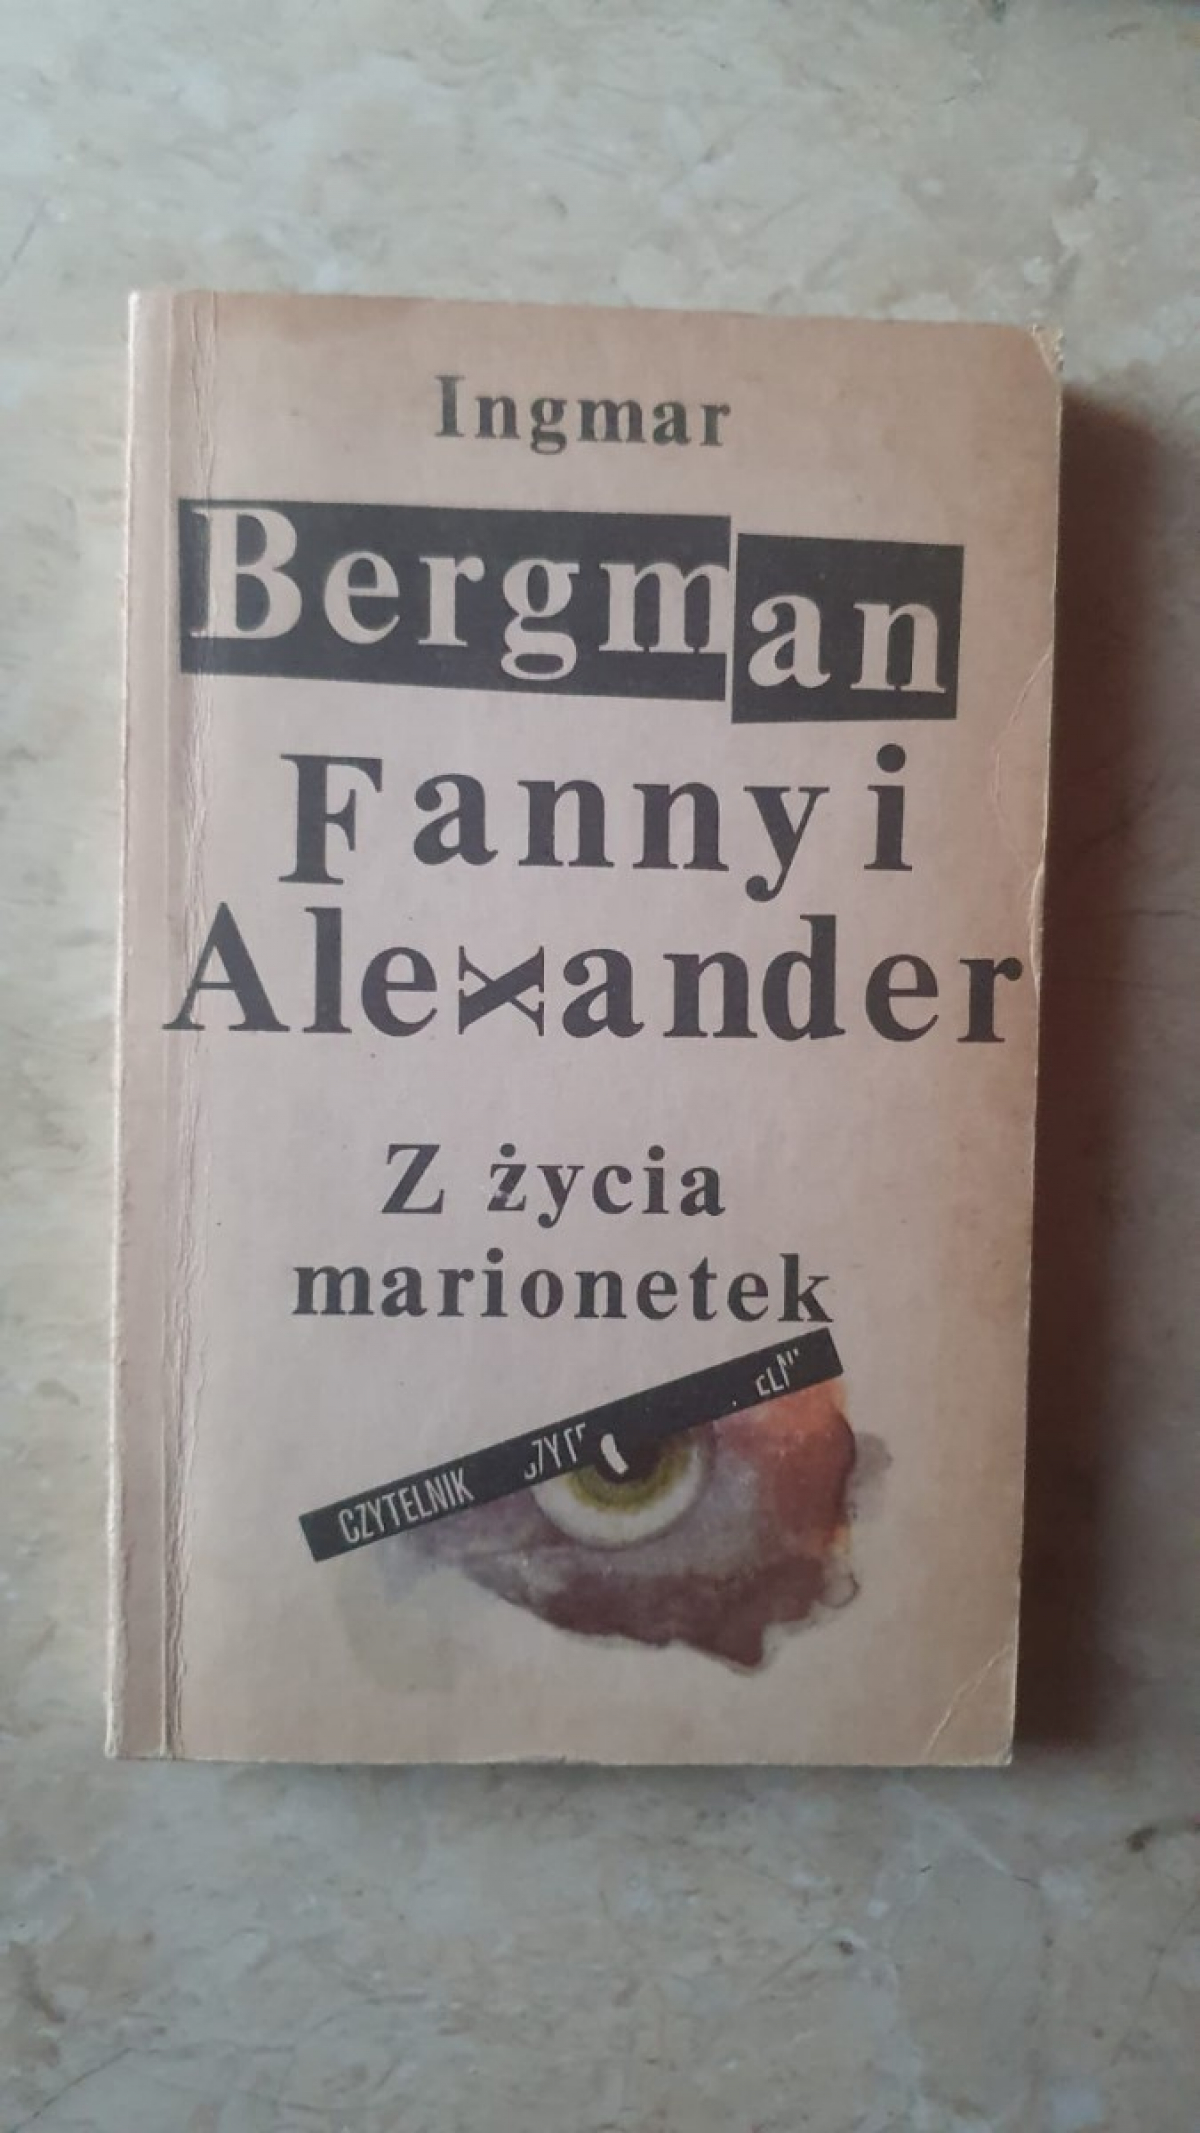 Ingmar
Bergman
Fanny i
Alexander
Z życia
marionetek
CZYTELNIK